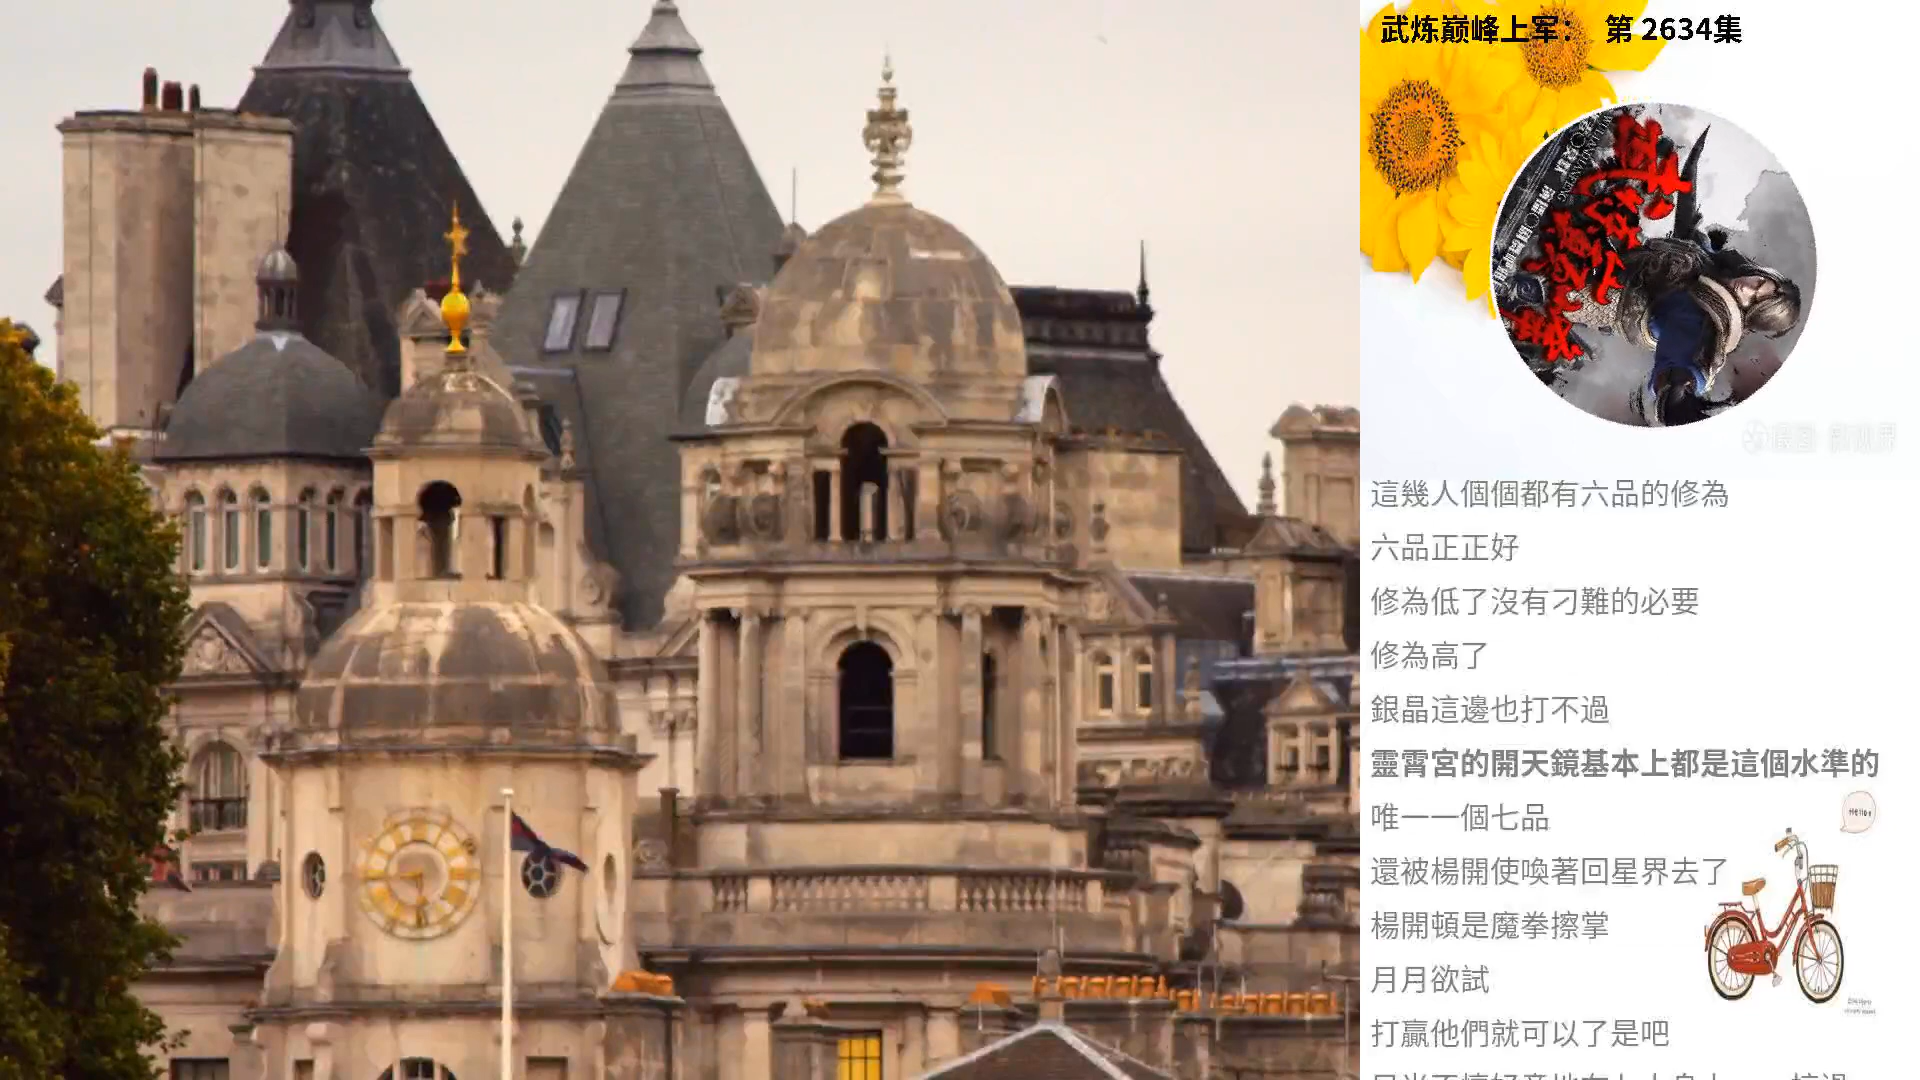 武炼巅峰上军： 第 2634集
這幾人個個都有六品的修為
六品正正好
修為低了沒有刁難的必要
修為高了
銀晶這邊也打不過
靈霄宮的開天鏡基本上都是這個水準的
唯一一個七品
還被楊開使喚著回星界去了
楊開頓是魔拳擦掌
月月欲試
打贏他們就可以了是吧
Hello!